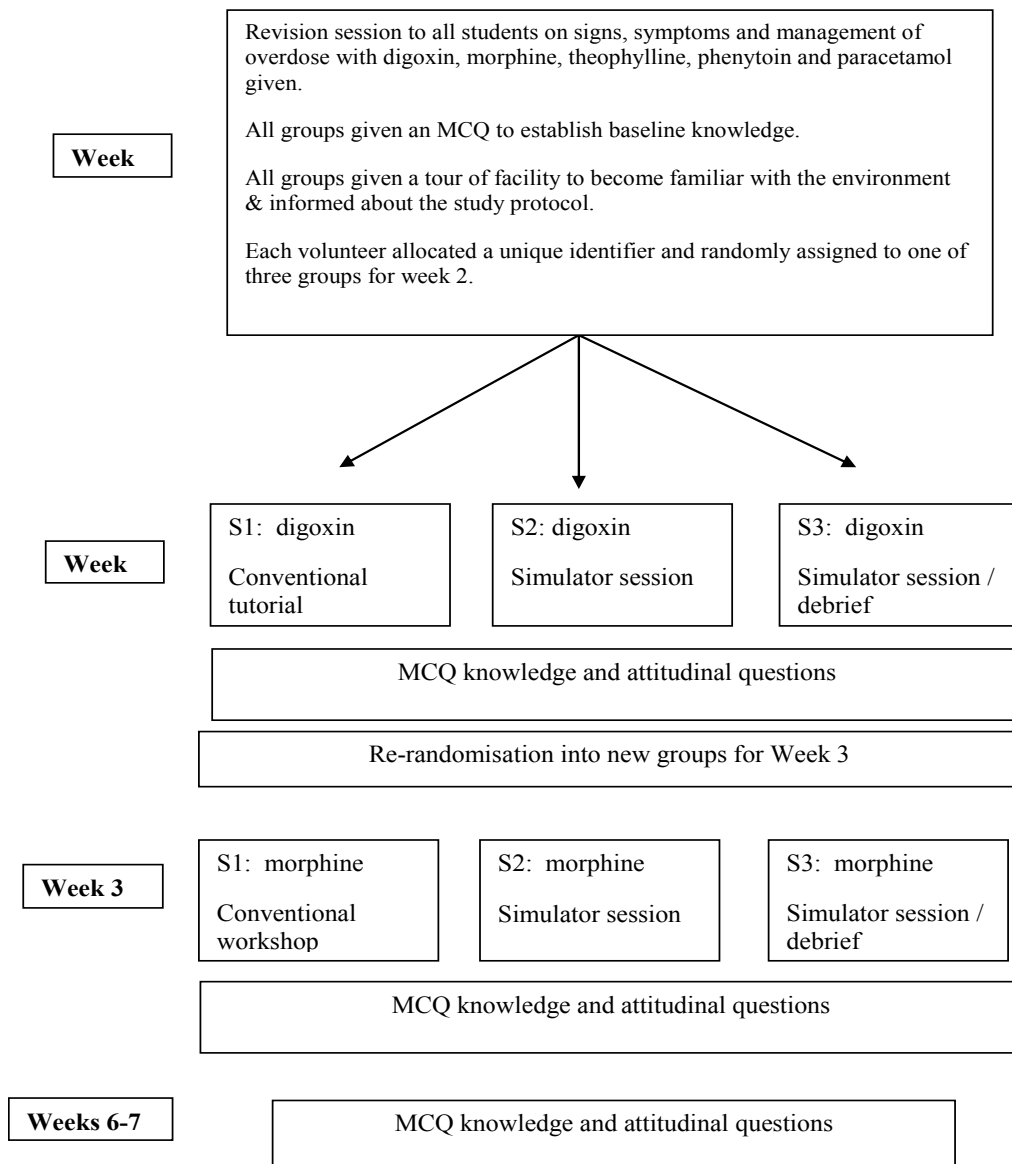 Revision session to all students on signs, symptoms and management of
overdose with digoxin, morphine, theophylline, phenytoin and paracetamol
given.
All groups given an MCQ to establish baseline knowledge.
All groups given a tour of facility to become familiar with the environment
& informed about the study protocol.
Each volunteer allocated a unique identifier and randomly assigned to one of
three groups for week 2.
Week
Week
S1: digoxin
Conventional
tutorial
S2: digoxin
Simulator session
S3: digoxin
Simulator session /
debrief
MCQ knowledge and attitudinal questions
Re-randomisation into new groups for Week 3
Week 3
S1: morphine
Conventional
workshop
S2: morphine
Simulator session
S3: morphine
Simulator session /
debrief
MCQ knowledge and attitudinal questions
Weeks 6-7
MCQ knowledge and attitudinal questions